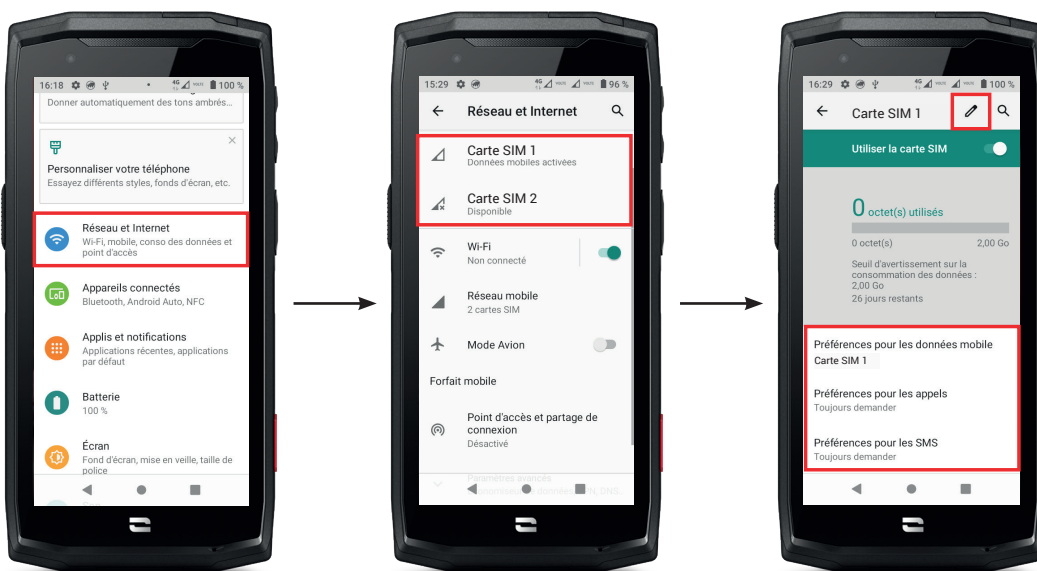 16:18
4G
VoLTE
100 %
Donner automatiquement des tons ambrés...
Personnaliser votre téléphone
Essayez différents styles, fonds d'écran, etc.
Réseau et Internet
Wi-Fi, mobile, conso des données et
point d'accès
Appareils connectés
Bluetooth, Android Auto, NFC
Applis et notifications
Applications récentes, applications
par défaut
Batterie
100 %
Écran
Fond d'écran, mise en veille, taille de
police
15:29
4G
VoLTE
VoLTE
96 %
Réseau et Internet
Carte SIM 1
Données mobiles activées
Carte SIM 2
Disponible
Wi-Fi
Non connecté
Réseau mobile
2 cartes SIM
Mode Avion
Forfait mobile
Point d'accès et partage de
connexion
Désactivé
Paramètres avancés
16:29
4G
VoLTE
VoLTE
100 %
Carte SIM 1
Utiliser la carte SIM
0 octet(s) utilisés
0 octet(s) 2,00 Go
Seuil d'avertissement sur la
consommation des données :
2,00 Go
26 jours restants
Préférences pour les données mobile
Carte SIM 1
Préférences pour les appels
Toujours demander
Préférences pour les SMS
Toujours demander